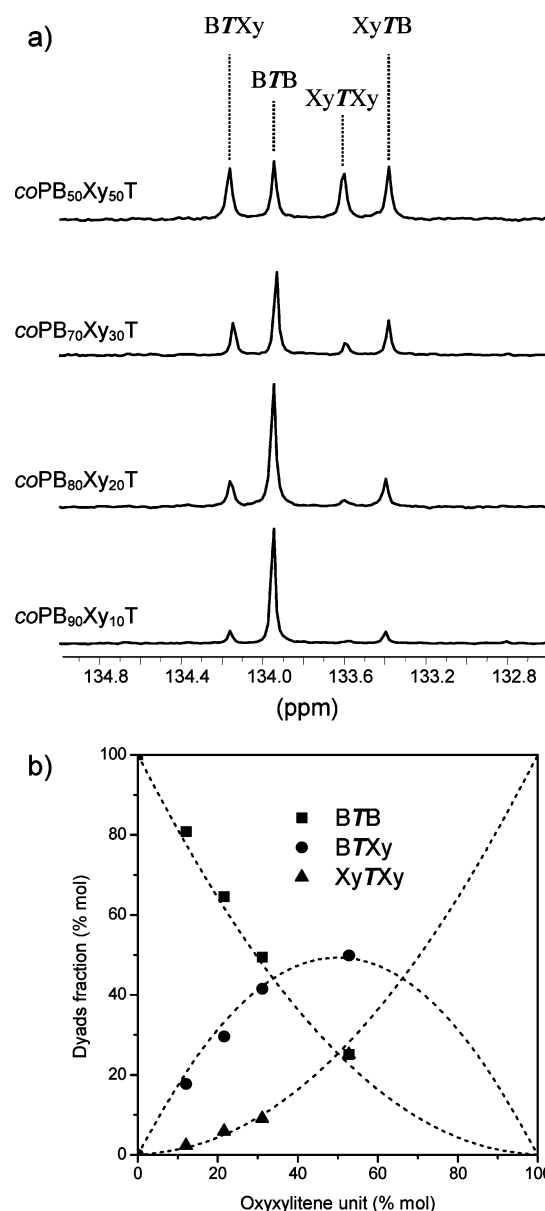 a)
BTXy XyTB
BTB
XyTXy
coPB₅₀Xy₅₀T
coPB₇₀Xy₃₀T
coPB₈₀Xy₂₀T
coPB₉₀Xy₁₀T
134.8 134.4 134.0 133.6 133.2 132.8
(ppm)
b)
100
80
60
40
20
0
Dyads fraction (% mol)
BTB
BTXy
XyTXy
0 20 40 60 80 100
Oxyxylitene unit (% mol)